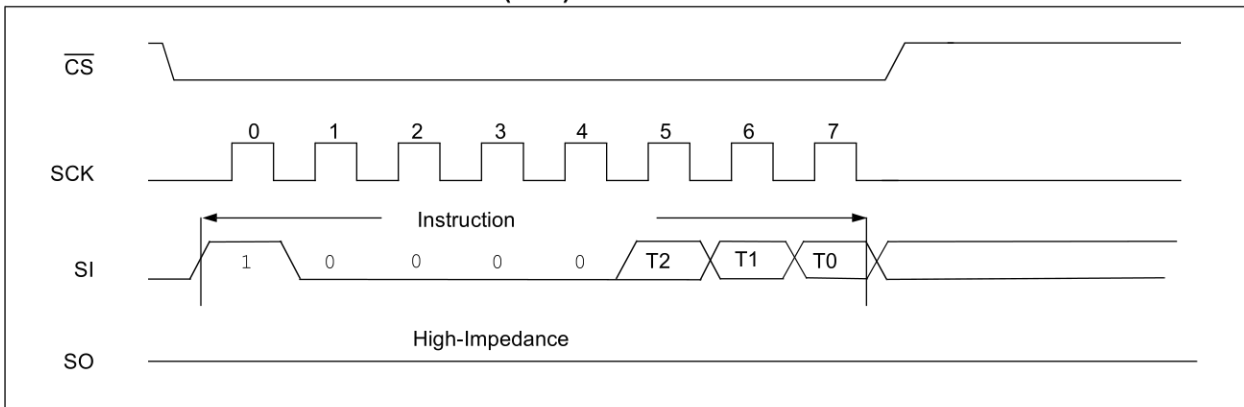 CS
0 1 2 3 4 5 6 7
SCK
Instruction
SI 1 0 0 0 0 T2 T1 T0
High-Impedance
SO